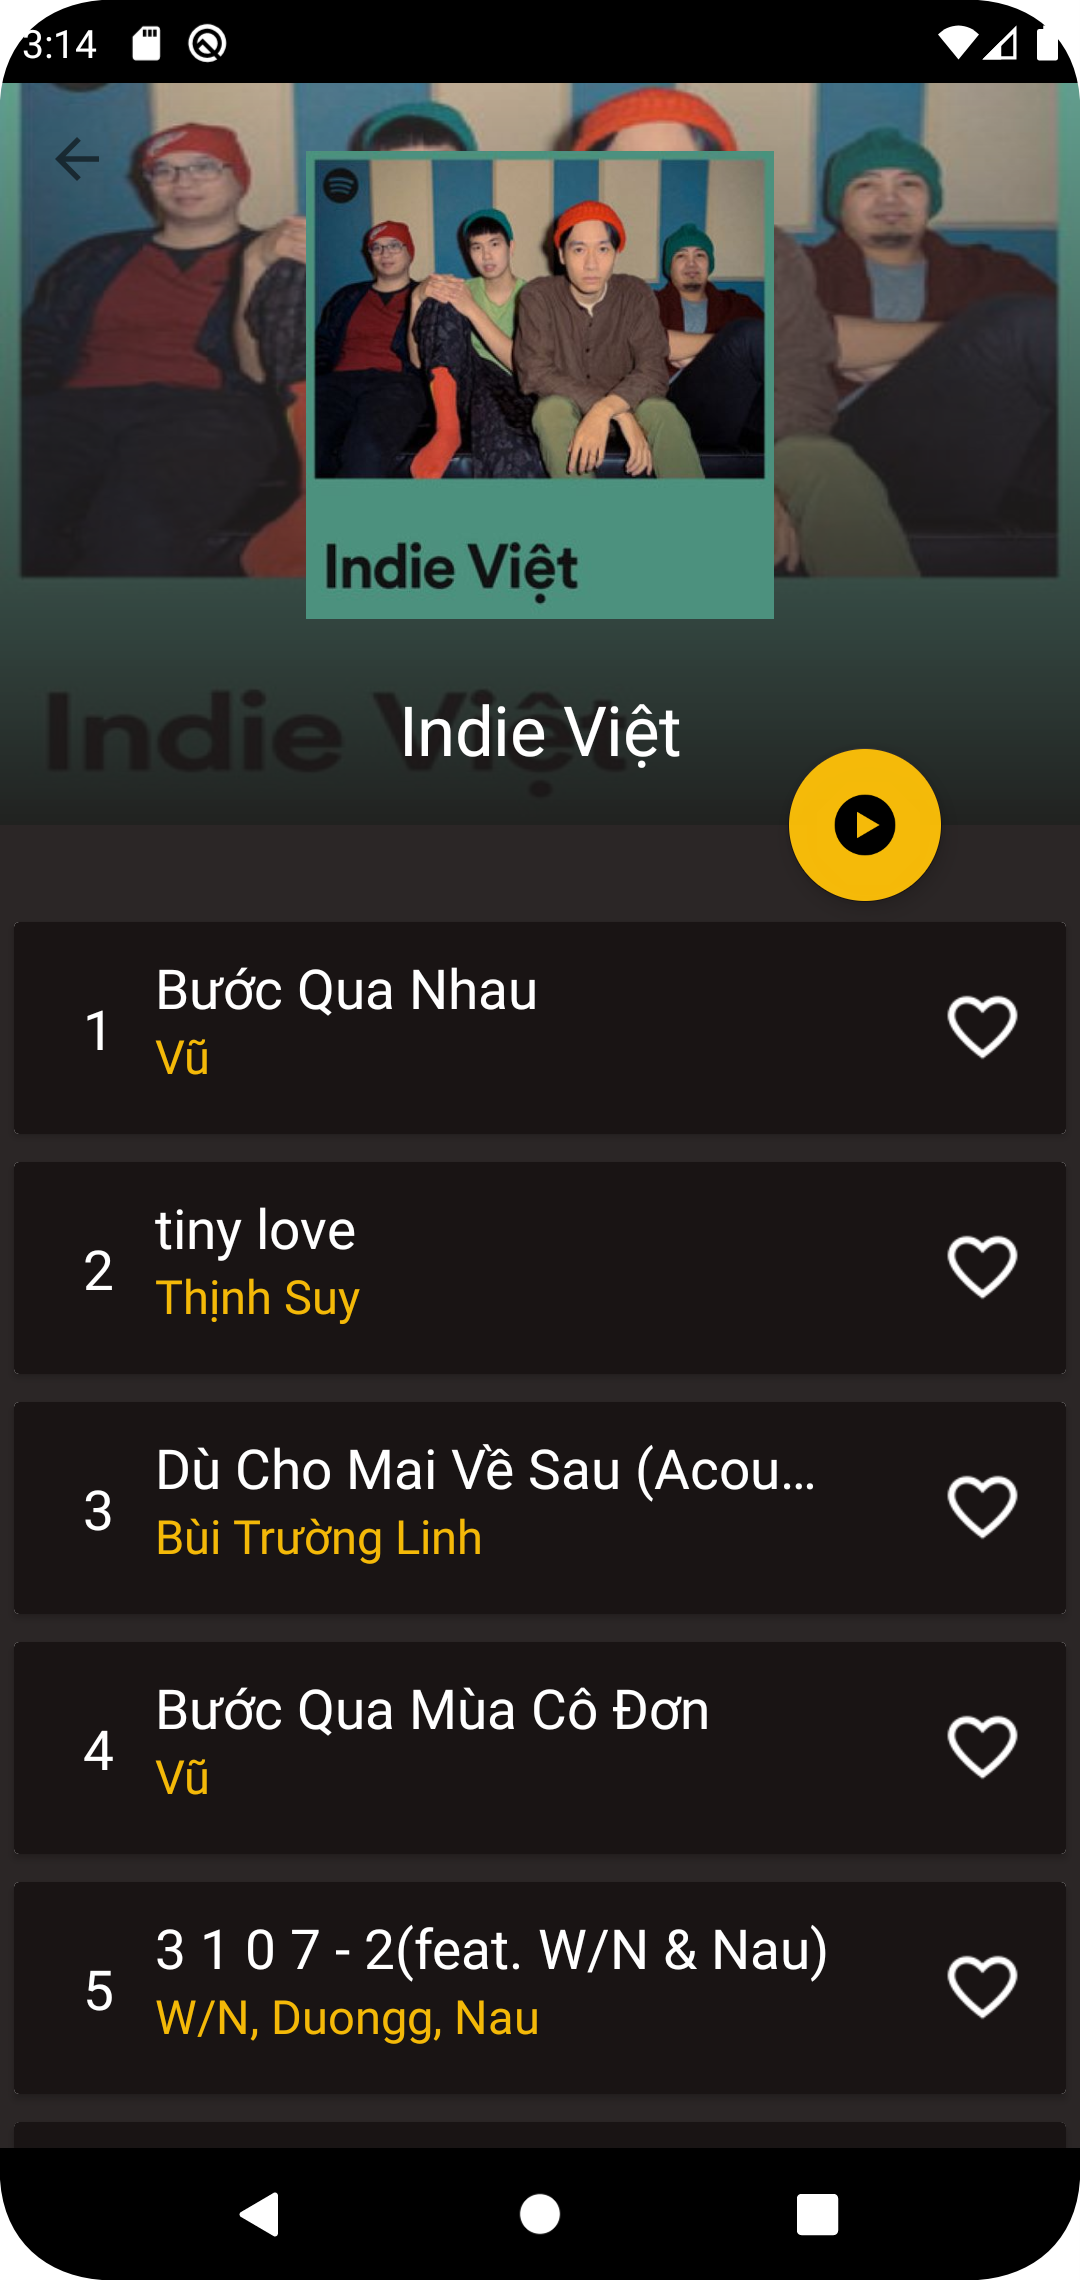 3:14
Indie Việt
Indie Việt
Indie Việt
1
Bước Qua Nhau
Vũ
2
tiny love
Thịnh Suy
3
Dù Cho Mai Về Sau (Acou...
Bùi Trường Linh
4
Bước Qua Mùa Cô Đơn
Vũ
5
3 1 0 7 - 2(feat. W/N & Nau)
W/N, Duongg, Nau